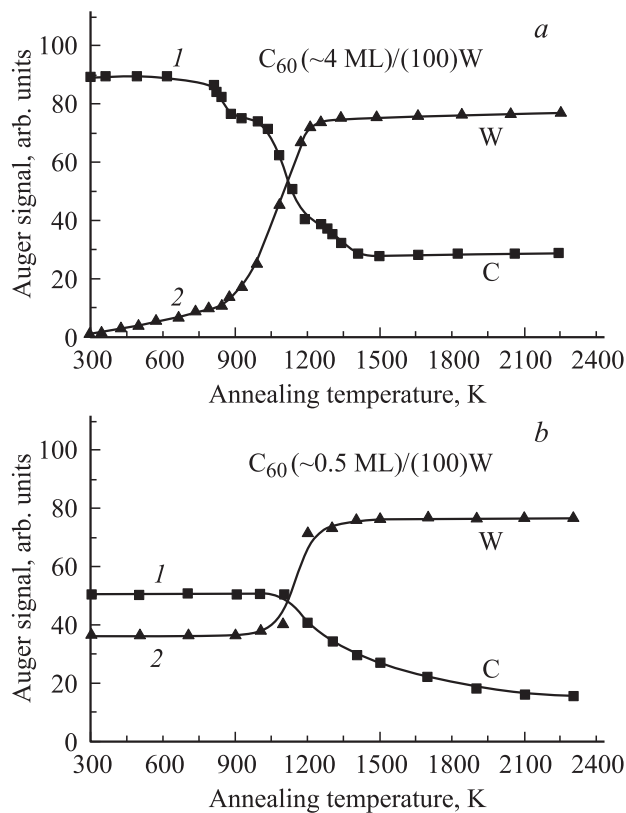 a
C60 (~4 ML)/(100)W
Auger signal, arb. units
100
80
60
40
20
0
1
2
W
C
300 600 900 1200 1500 1800 2100 2400
Annealing temperature, K
b
C60 (~0.5 ML)/(100)W
Auger signal, arb. units
100
80
60
40
20
0
1
2
W
C
300 600 900 1200 1500 1800 2100 2400
Annealing temperature, K